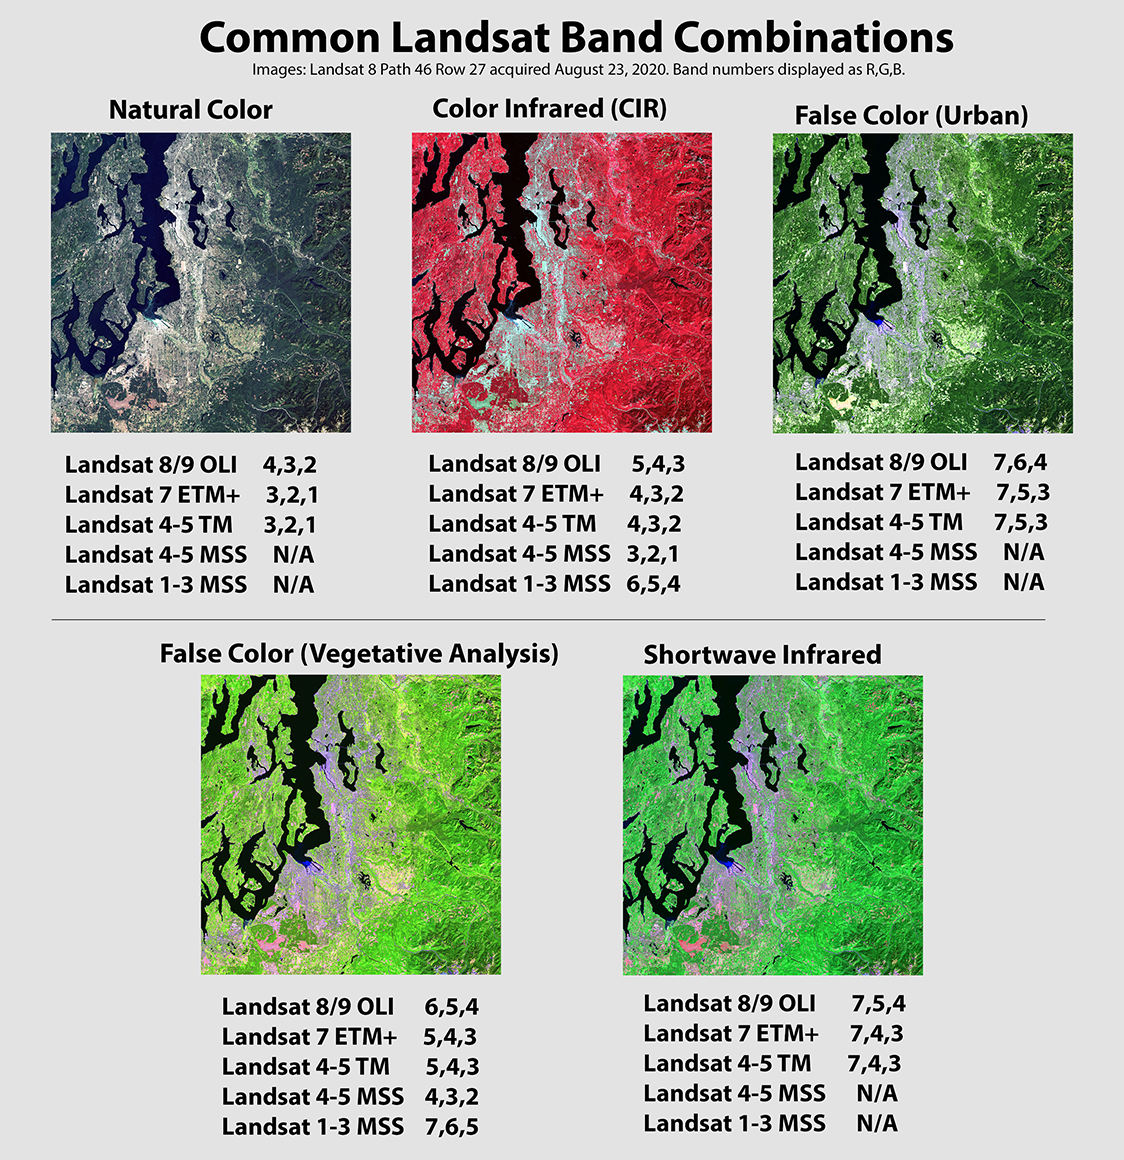 Common Landsat Band Combinations
Images: Landsat 8 Path 46 Row 27 acquired August 23, 2020. Band numbers displayed as R,G,B.
Natural Color
Landsat 8/9 OLI 4,3,2
Landsat 7 ETM+ 3,2,1
Landsat 4-5 TM 3,2,1
Landsat 4-5 MSS N/A
Landsat 1-3 MSS N/A
Color Infrared (CIR)
Landsat 8/9 OLI 5,4,3
Landsat 7 ETM+ 4,3,2
Landsat 4-5 TM 4,3,2
Landsat 4-5 MSS 3,2,1
Landsat 1-3 MSS 6,5,4
False Color (Urban)
Landsat 8/9 OLI 7,6,4
Landsat 7 ETM+ 7,5,3
Landsat 4-5 TM 7,5,3
Landsat 4-5 MSS N/A
Landsat 1-3 MSS N/A
False Color (Vegetative Analysis)
Landsat 8/9 OLI 6,5,4
Landsat 7 ETM+ 5,4,3
Landsat 4-5 TM 5,4,3
Landsat 4-5 MSS 4,3,2
Landsat 1-3 MSS 7,6,5
Shortwave Infrared
Landsat 8/9 OLI 7,5,4
Landsat 7 ETM+ 7,4,3
Landsat 4-5 TM 7,4,3
Landsat 4-5 MSS N/A
Landsat 1-3 MSS N/A